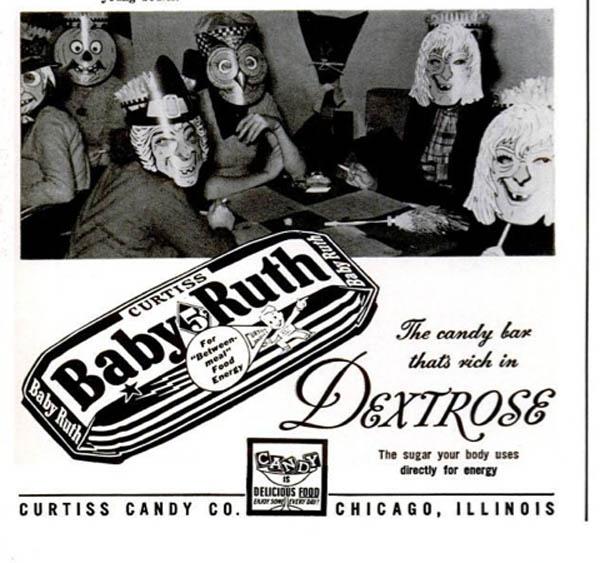 CURTISS
Baby Ruth
5¢
For
"Between-
meal"
Food
Energy
Baby Ruth
Baby Ruth
The candy bar
that's rich in
DEXTROSE
The sugar your body uses
directly for energy
CANDY
IS
DELICIOUS FOOD
ENJOY SOME EVERY DAY!
CURTISS CANDY CO. CHICAGO, ILLINOIS